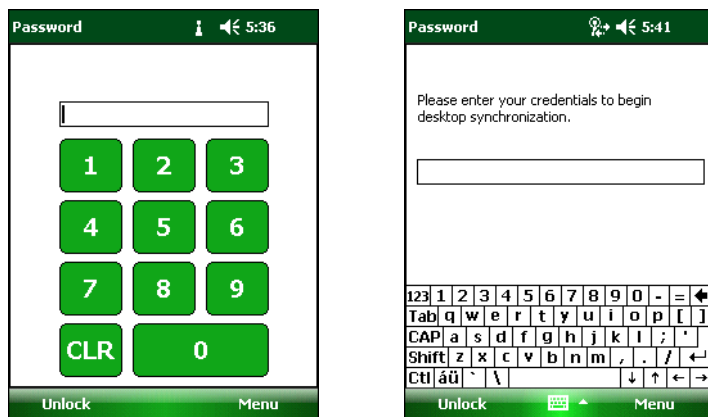 Password 5:36
1 2 3
4 5 6
7 8 9
CLR 0
Unlock Menu
Password 5:41
Please enter your credentials to begin
desktop synchronization.
123 1 2 3 4 5 6 7 8 9 0 - = ←
Tab q w e r t y u i o p [ ]
CAP a s d f g h j k l ; '
Shift z x c v b n m , . / ↵
Ctl áü ` \ ↓ ↑ ← →
Unlock Menu